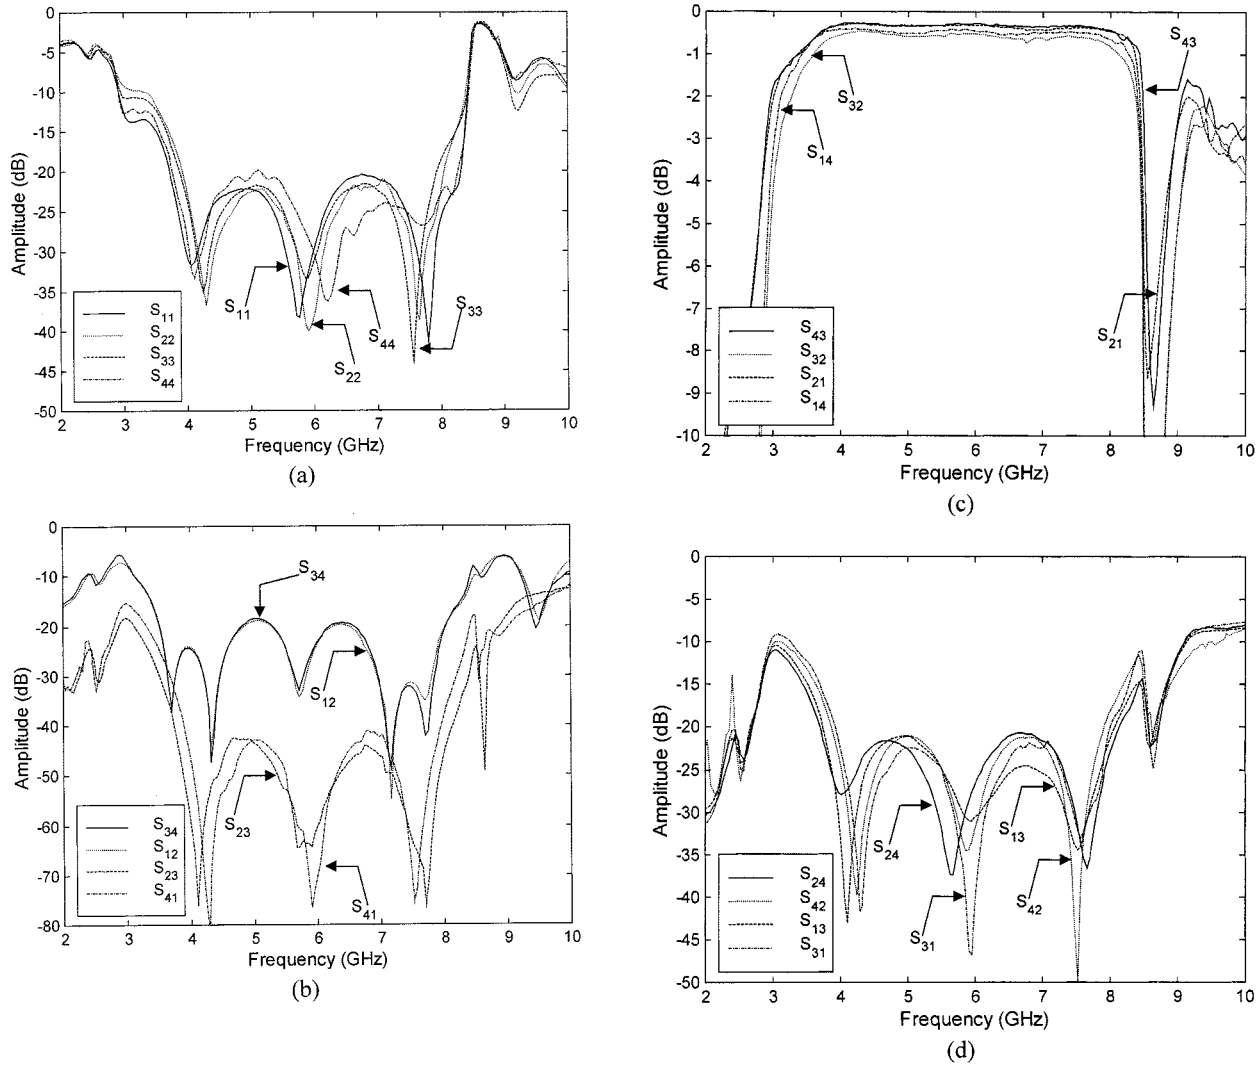 0
-5
-10
-15
-20
-25
-30
-35
-40
-45
-50
Amplitude (dB)
S11
S22
S33
S44
S11
S44
S33
S22
2 3 4 5 6 7 8 9 10
Frequency (GHz)
(a)
0
-1
-2
-3
-4
-5
-6
-7
-8
-9
-10
Amplitude (dB)
S43
S32
S14
S21
S43
S32
S21
S14
2 3 4 5 6 7 8 9 10
Frequency (GHz)
(c)
0
-10
-20
-30
-40
-50
-60
-70
-80
Amplitude (dB)
S34
S12
S23
S41
S34
S12
S23
S41
2 3 4 5 6 7 8 9 10
Frequency (GHz)
(b)
0
-5
-10
-15
-20
-25
-30
-35
-40
-45
-50
Amplitude (dB)
S24
S13
S31
S42
S24
S42
S13
S31
2 3 4 5 6 7 8 9 10
Frequency (GHz)
(d)